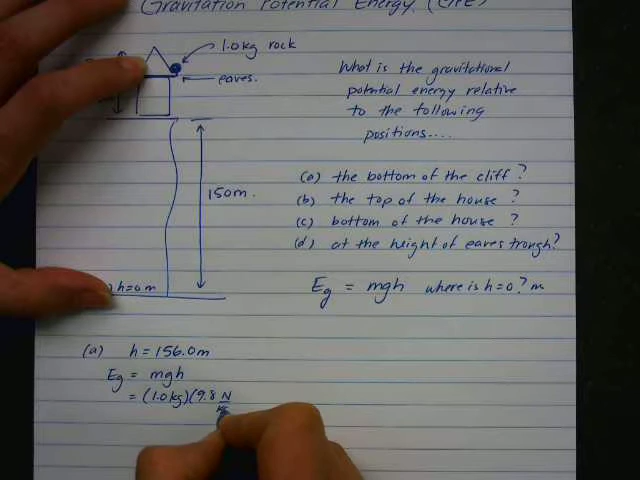 Gravitation Potential Energy (GPE)
1.0kg rock
eaves.
150m.
h=0m
What is the gravitational
potential energy relative
to the following
positions....
(a) the bottom of the cliff?
(b) the top of the house?
(c) bottom of the house?
(d) at the height of eaves trough?
Eg = mgh where is h=0? m
(a) h = 156.0m
Eg = mgh
= (1.0kg)(9.8 N
kg